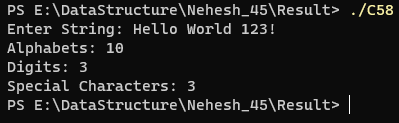 PS E:\DataStructure\Nehesh_45\Result> ./C58
Enter String: Hello World 123!
Alphabets: 10
Digits: 3
Special Characters: 3
PS E:\DataStructure\Nehesh_45\Result>